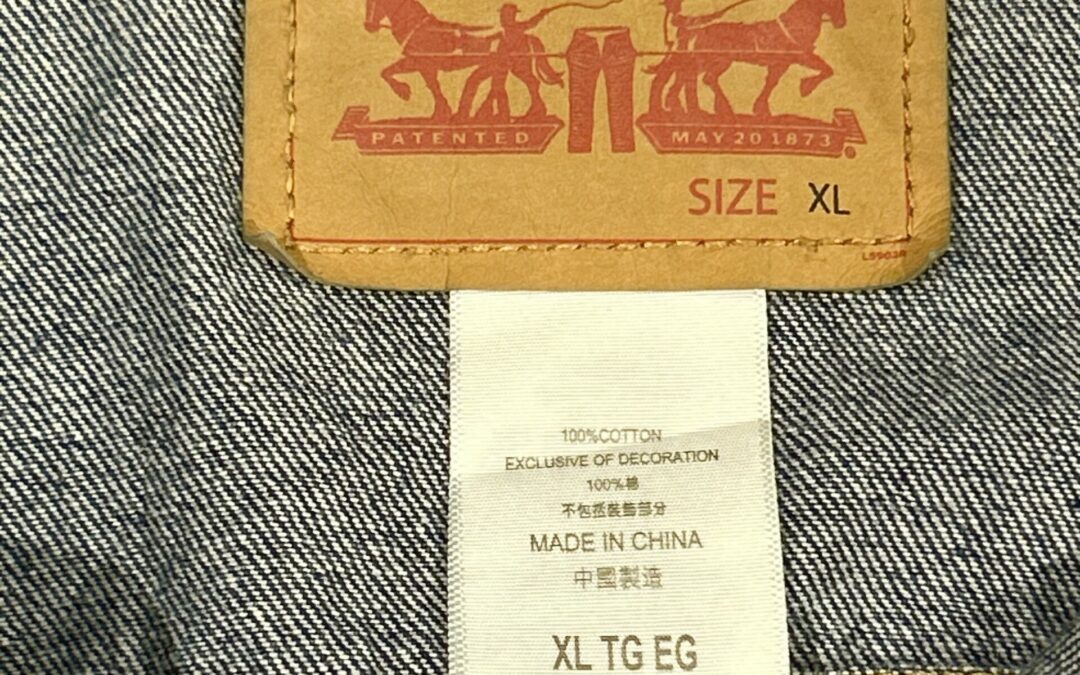 PATENTED MAY 20 1873
SIZE XL
100%COTTON
EXCLUSIVE OF DECORATION
100%棉
不包括裝飾部分
MADE IN CHINA
中國製造
XL TG EG